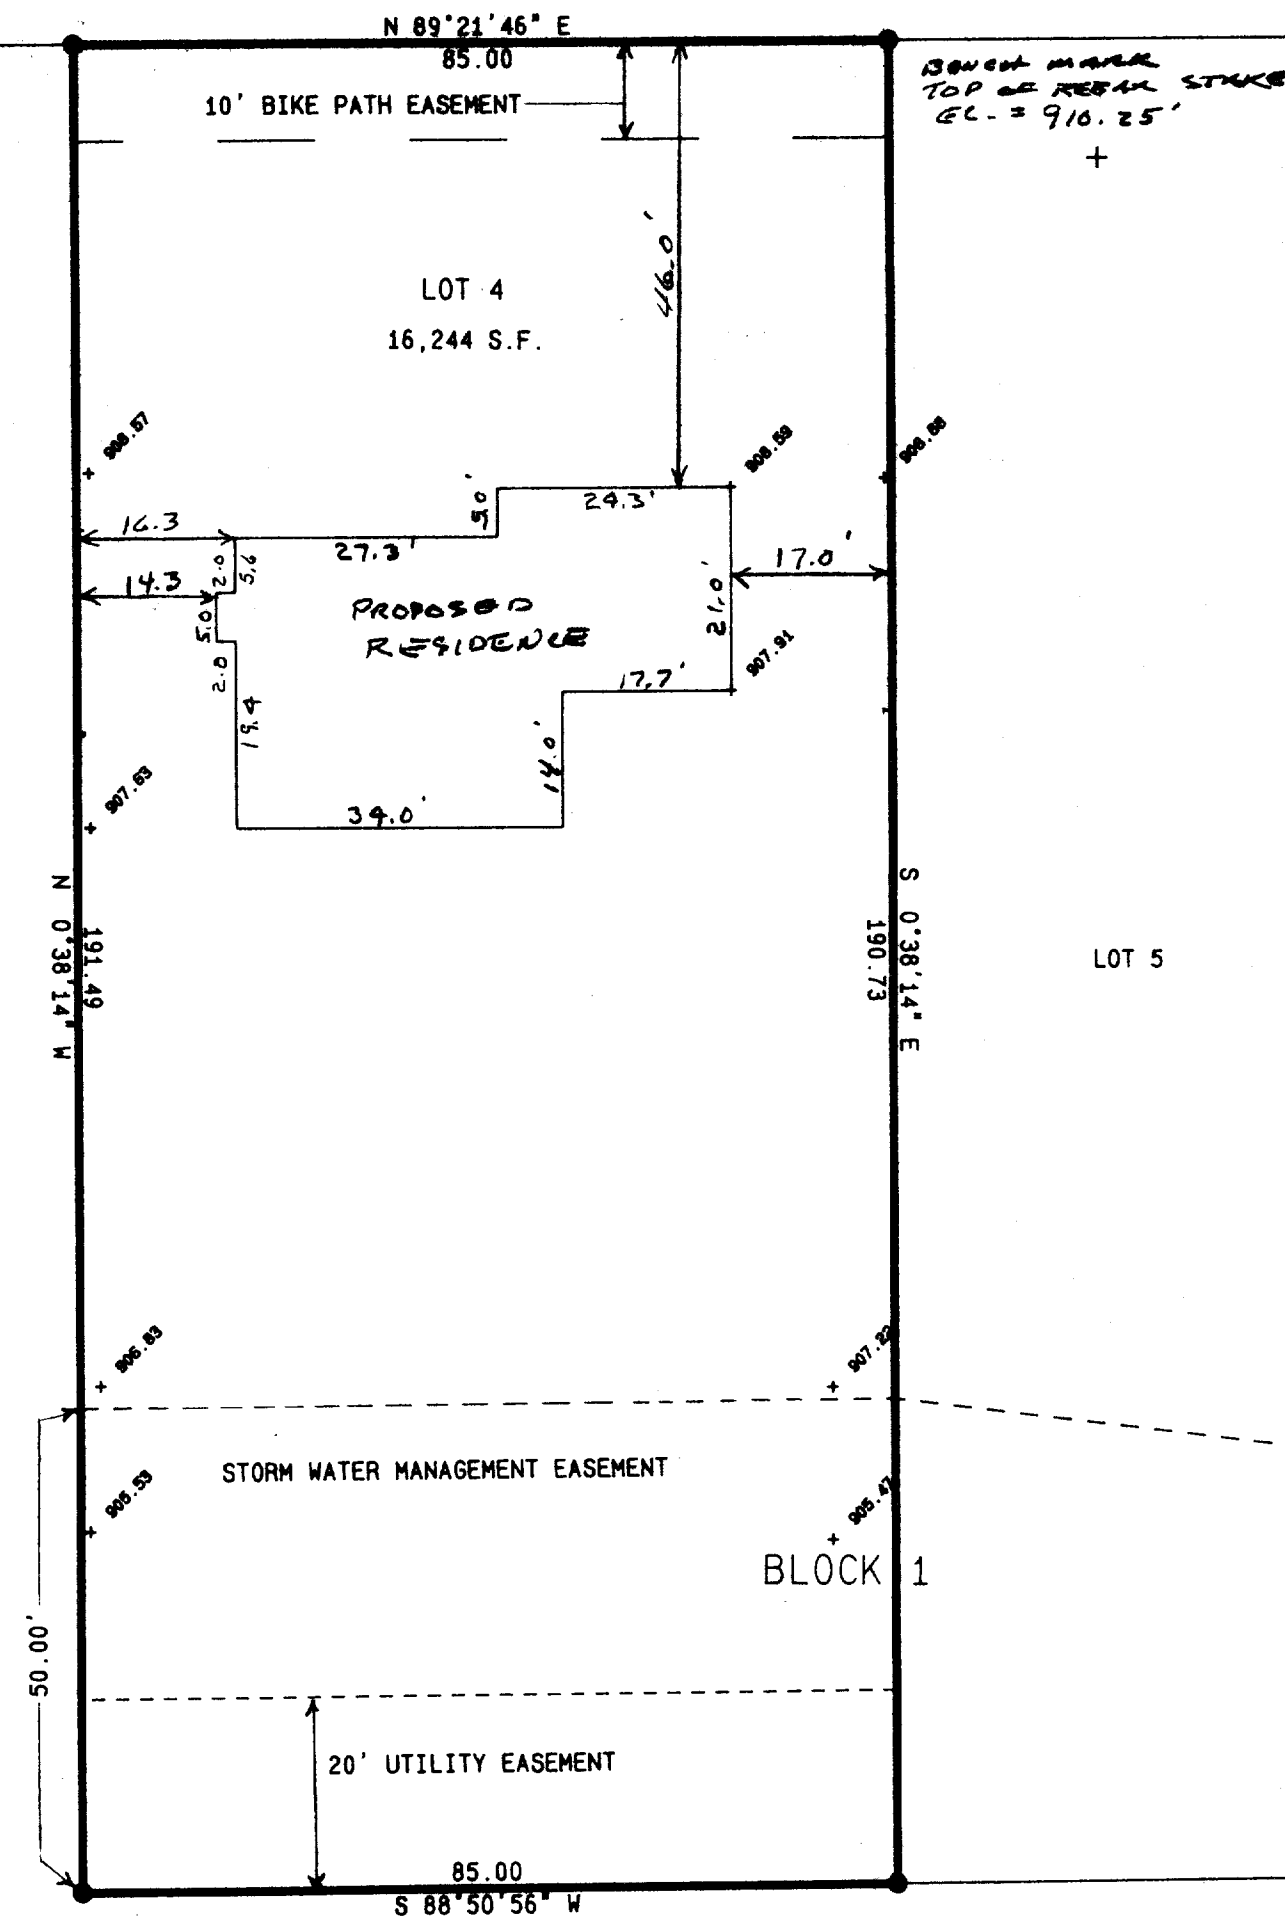 N 89°21'46" E
85.00
10' BIKE PATH EASEMENT
BENCH MARK
TOP OF REBAR STAKE
EL. = 910.25'
46.0'
LOT 4
16,244 S.F.
908.57
908.59
908.88
16.3
27.3'
5.0'
24.3'
14.3
2.0
5.6
5.0
2.0
19.4
PROPOSED
RESIDENCE
21.0'
17.0'
907.91
17.7'
14.0'
34.0'
907.63
N 0°38'14" W
191.49
S 0°38'14" E
190.73
LOT 5
906.83
907.22
STORM WATER MANAGEMENT EASEMENT
905.53
905.47
BLOCK 1
50.00'
20' UTILITY EASEMENT
85.00
S 88°50'56" W